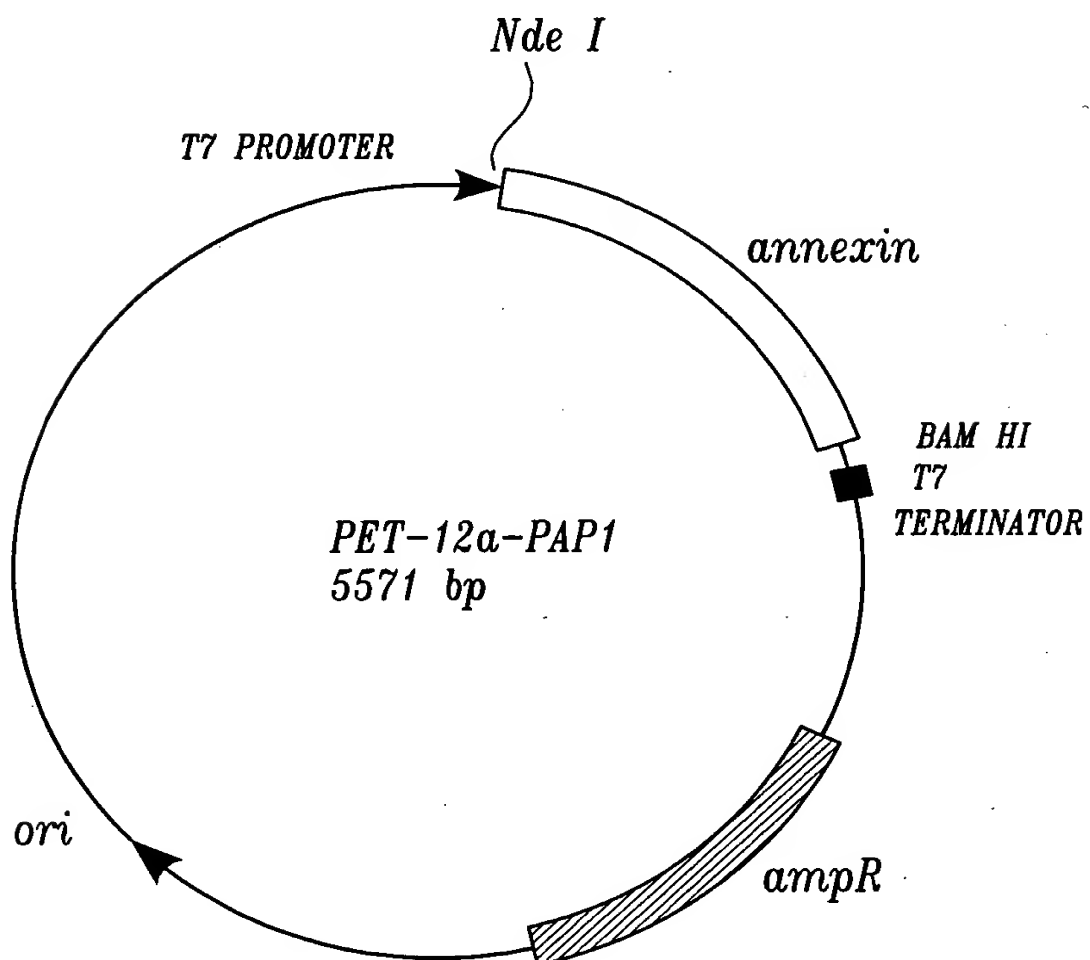 Nde I
T7 PROMOTER
annexin
BAM HI
T7
TERMINATOR
PET-12a-PAP1
5571 bp
ori
ampR